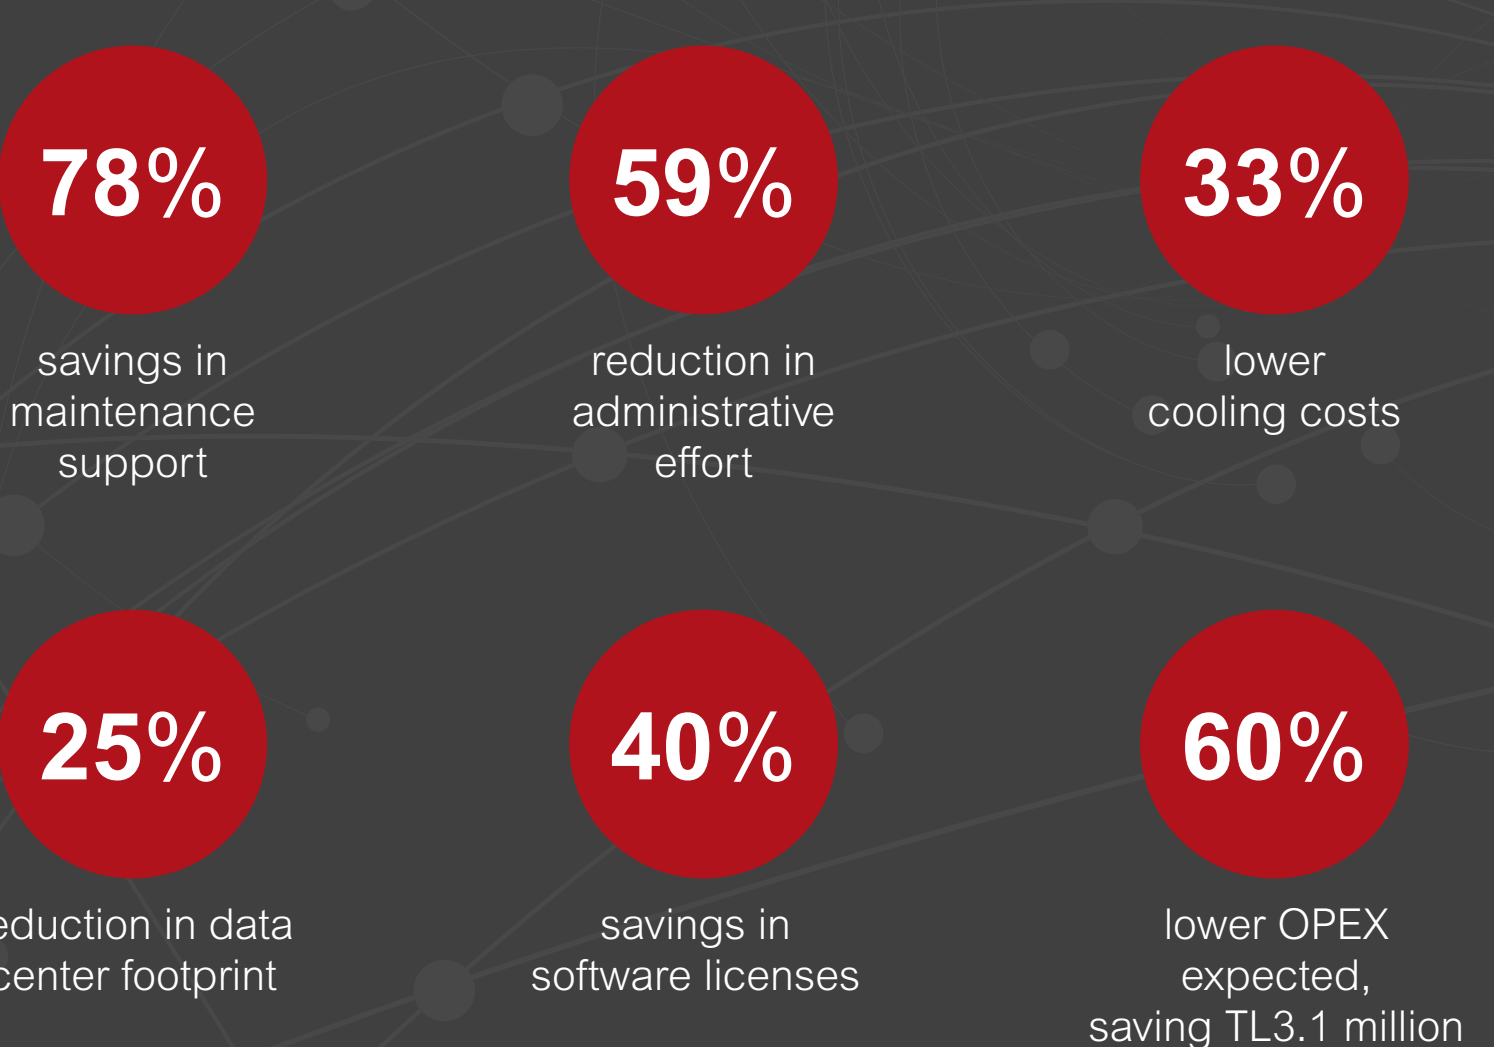 78%
savings in
maintenance
support
59%
reduction in
administrative
effort
33%
lower
cooling costs
25%
eduction in data
center footprint
40%
savings in
software licenses
60%
lower OPEX
expected,
saving TL3.1 million